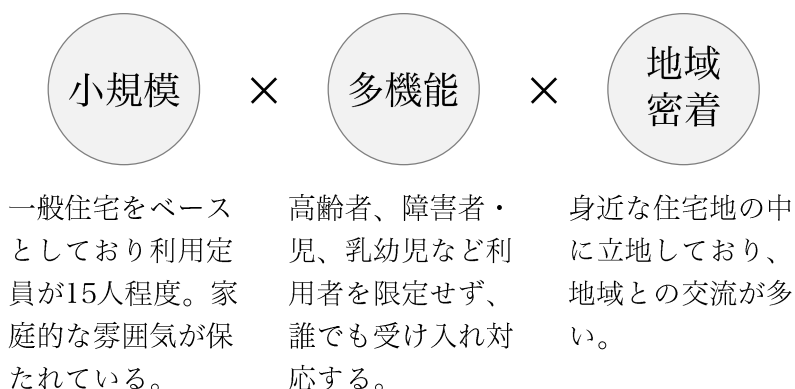 小規模
×
多機能
×
地域
密着
一般住宅をベース
としており利用定
員が15人程度。家
庭的な雰囲気が保
たれている。
高齢者、障害者・
児、乳幼児など利
用者を限定せず、
誰でも受け入れ対
応する。
身近な住宅地の中
に立地しており、
地域との交流が多
い。